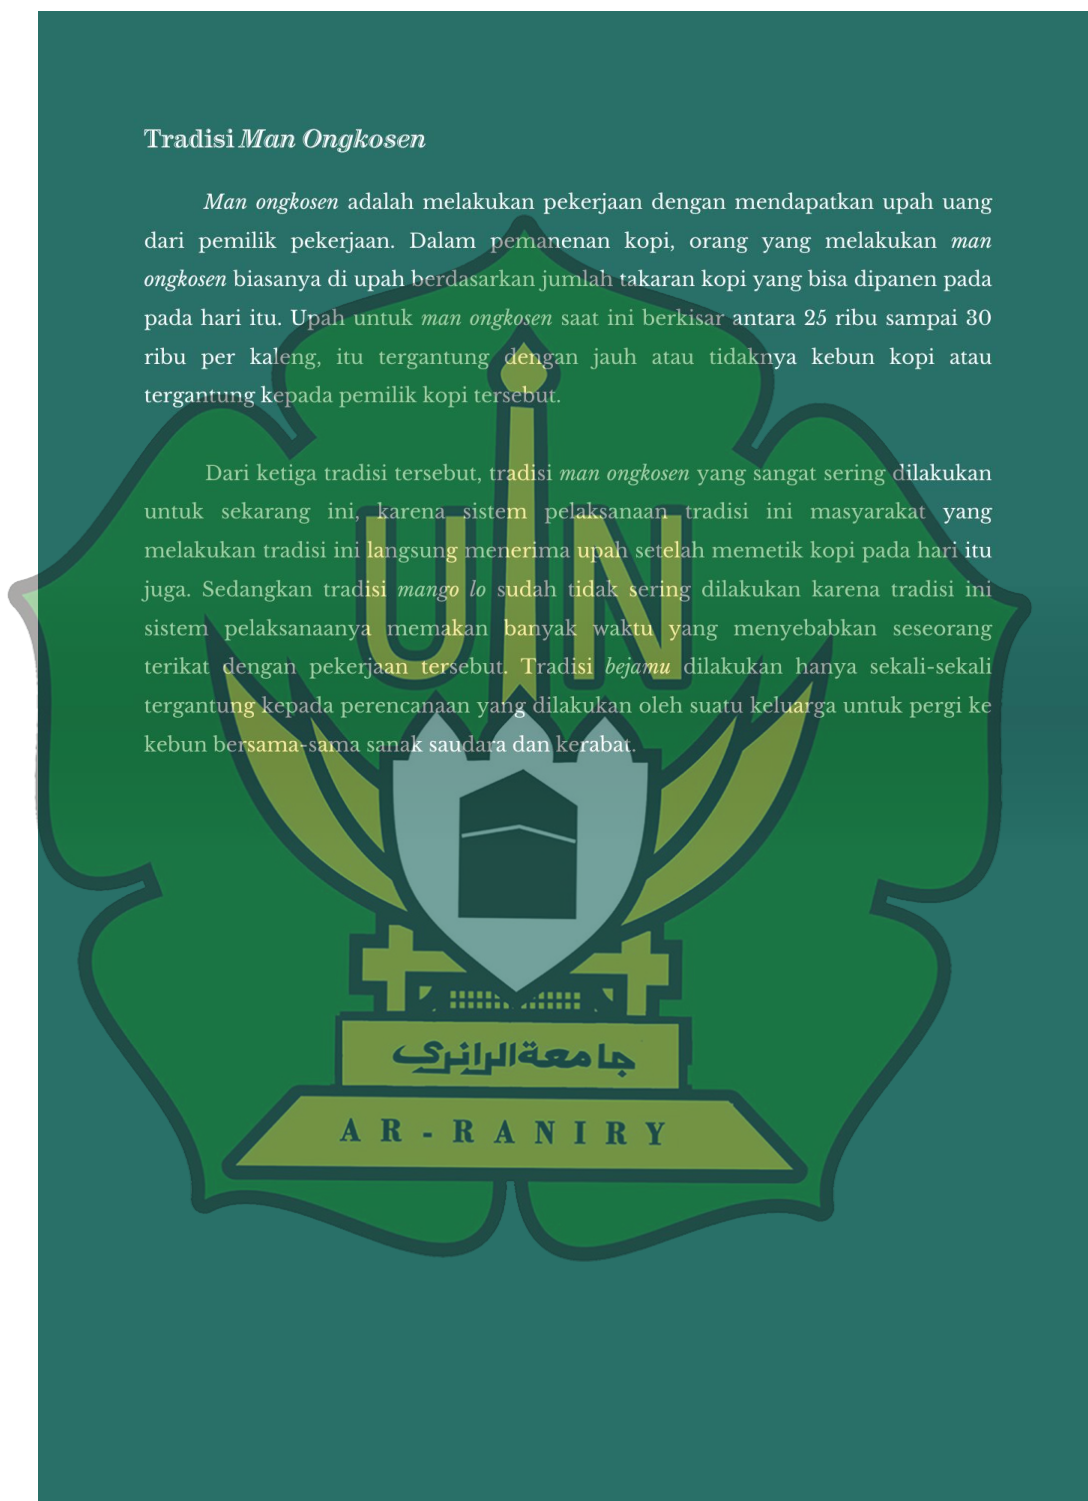 Tradisi Man Ongkosen
Man ongkosen adalah melakukan pekerjaan dengan mendapatkan upah uang
dari pemilik pekerjaan. Dalam pemanenan kopi, orang yang melakukan man
ongkosen biasanya di upah berdasarkan jumlah takaran kopi yang bisa dipanen pada
pada hari itu. Upah untuk man ongkosen saat ini berkisar antara 25 ribu sampai 30
ribu per kaleng, itu tergantung dengan jauh atau tidaknya kebun kopi atau
tergantung kepada pemilik kopi tersebut.
Dari ketiga tradisi tersebut, tradisi man ongkosen yang sangat sering dilakukan
untuk sekarang ini, karena sistem pelaksanaan tradisi ini masyarakat yang
melakukan tradisi ini langsung menerima upah setelah memetik kopi pada hari itu
juga. Sedangkan tradisi mango lo sudah tidak sering dilakukan karena tradisi ini
sistem pelaksanaanya memakan banyak waktu yang menyebabkan seseorang
terikat dengan pekerjaan tersebut. Tradisi bejamu dilakukan hanya sekali-sekali
tergantung kepada perencanaan yang dilakukan oleh suatu keluarga untuk pergi ke
kebun bersama-sama sanak saudara dan kerabat.
UIN
جامعةالرانري
AR-RANIRY